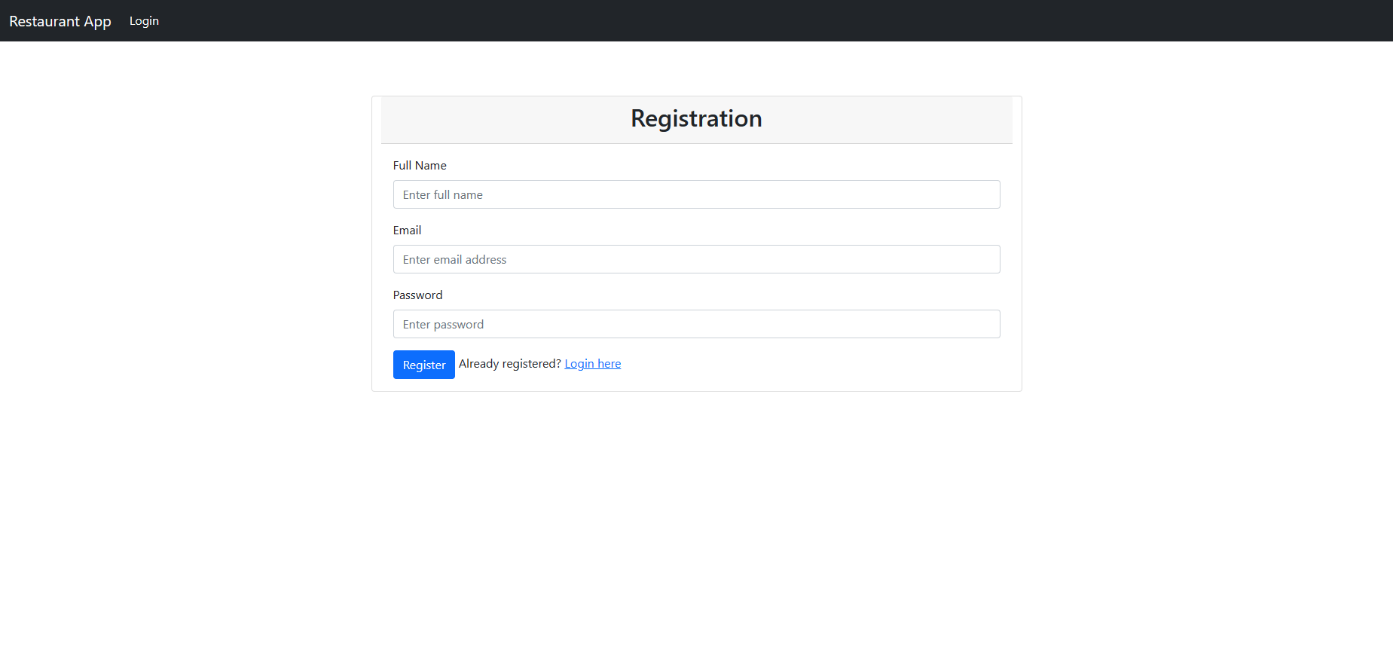 Restaurant App Login
Registration
Full Name
Enter full name
Email
Enter email address
Password
Enter password
Register Already registered? Login here